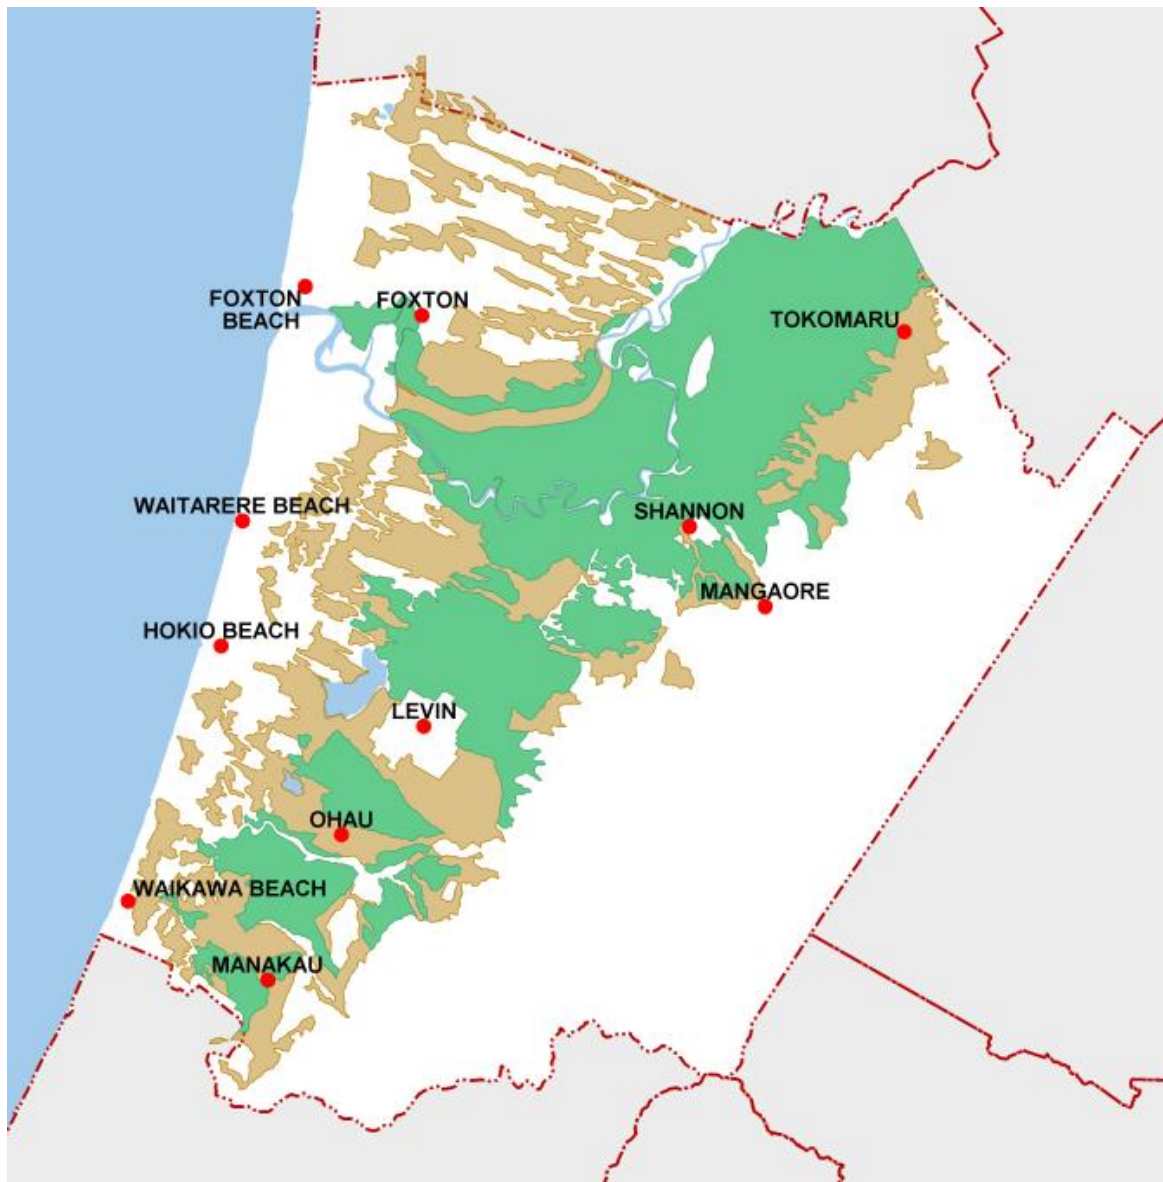 FOXTON
BEACH
FOXTON
TOKOMARU
WAITARERE BEACH
SHANNON
MANGAORE
HOKIO BEACH
LEVIN
OHAU
WAIKAWA BEACH
MANAKAU